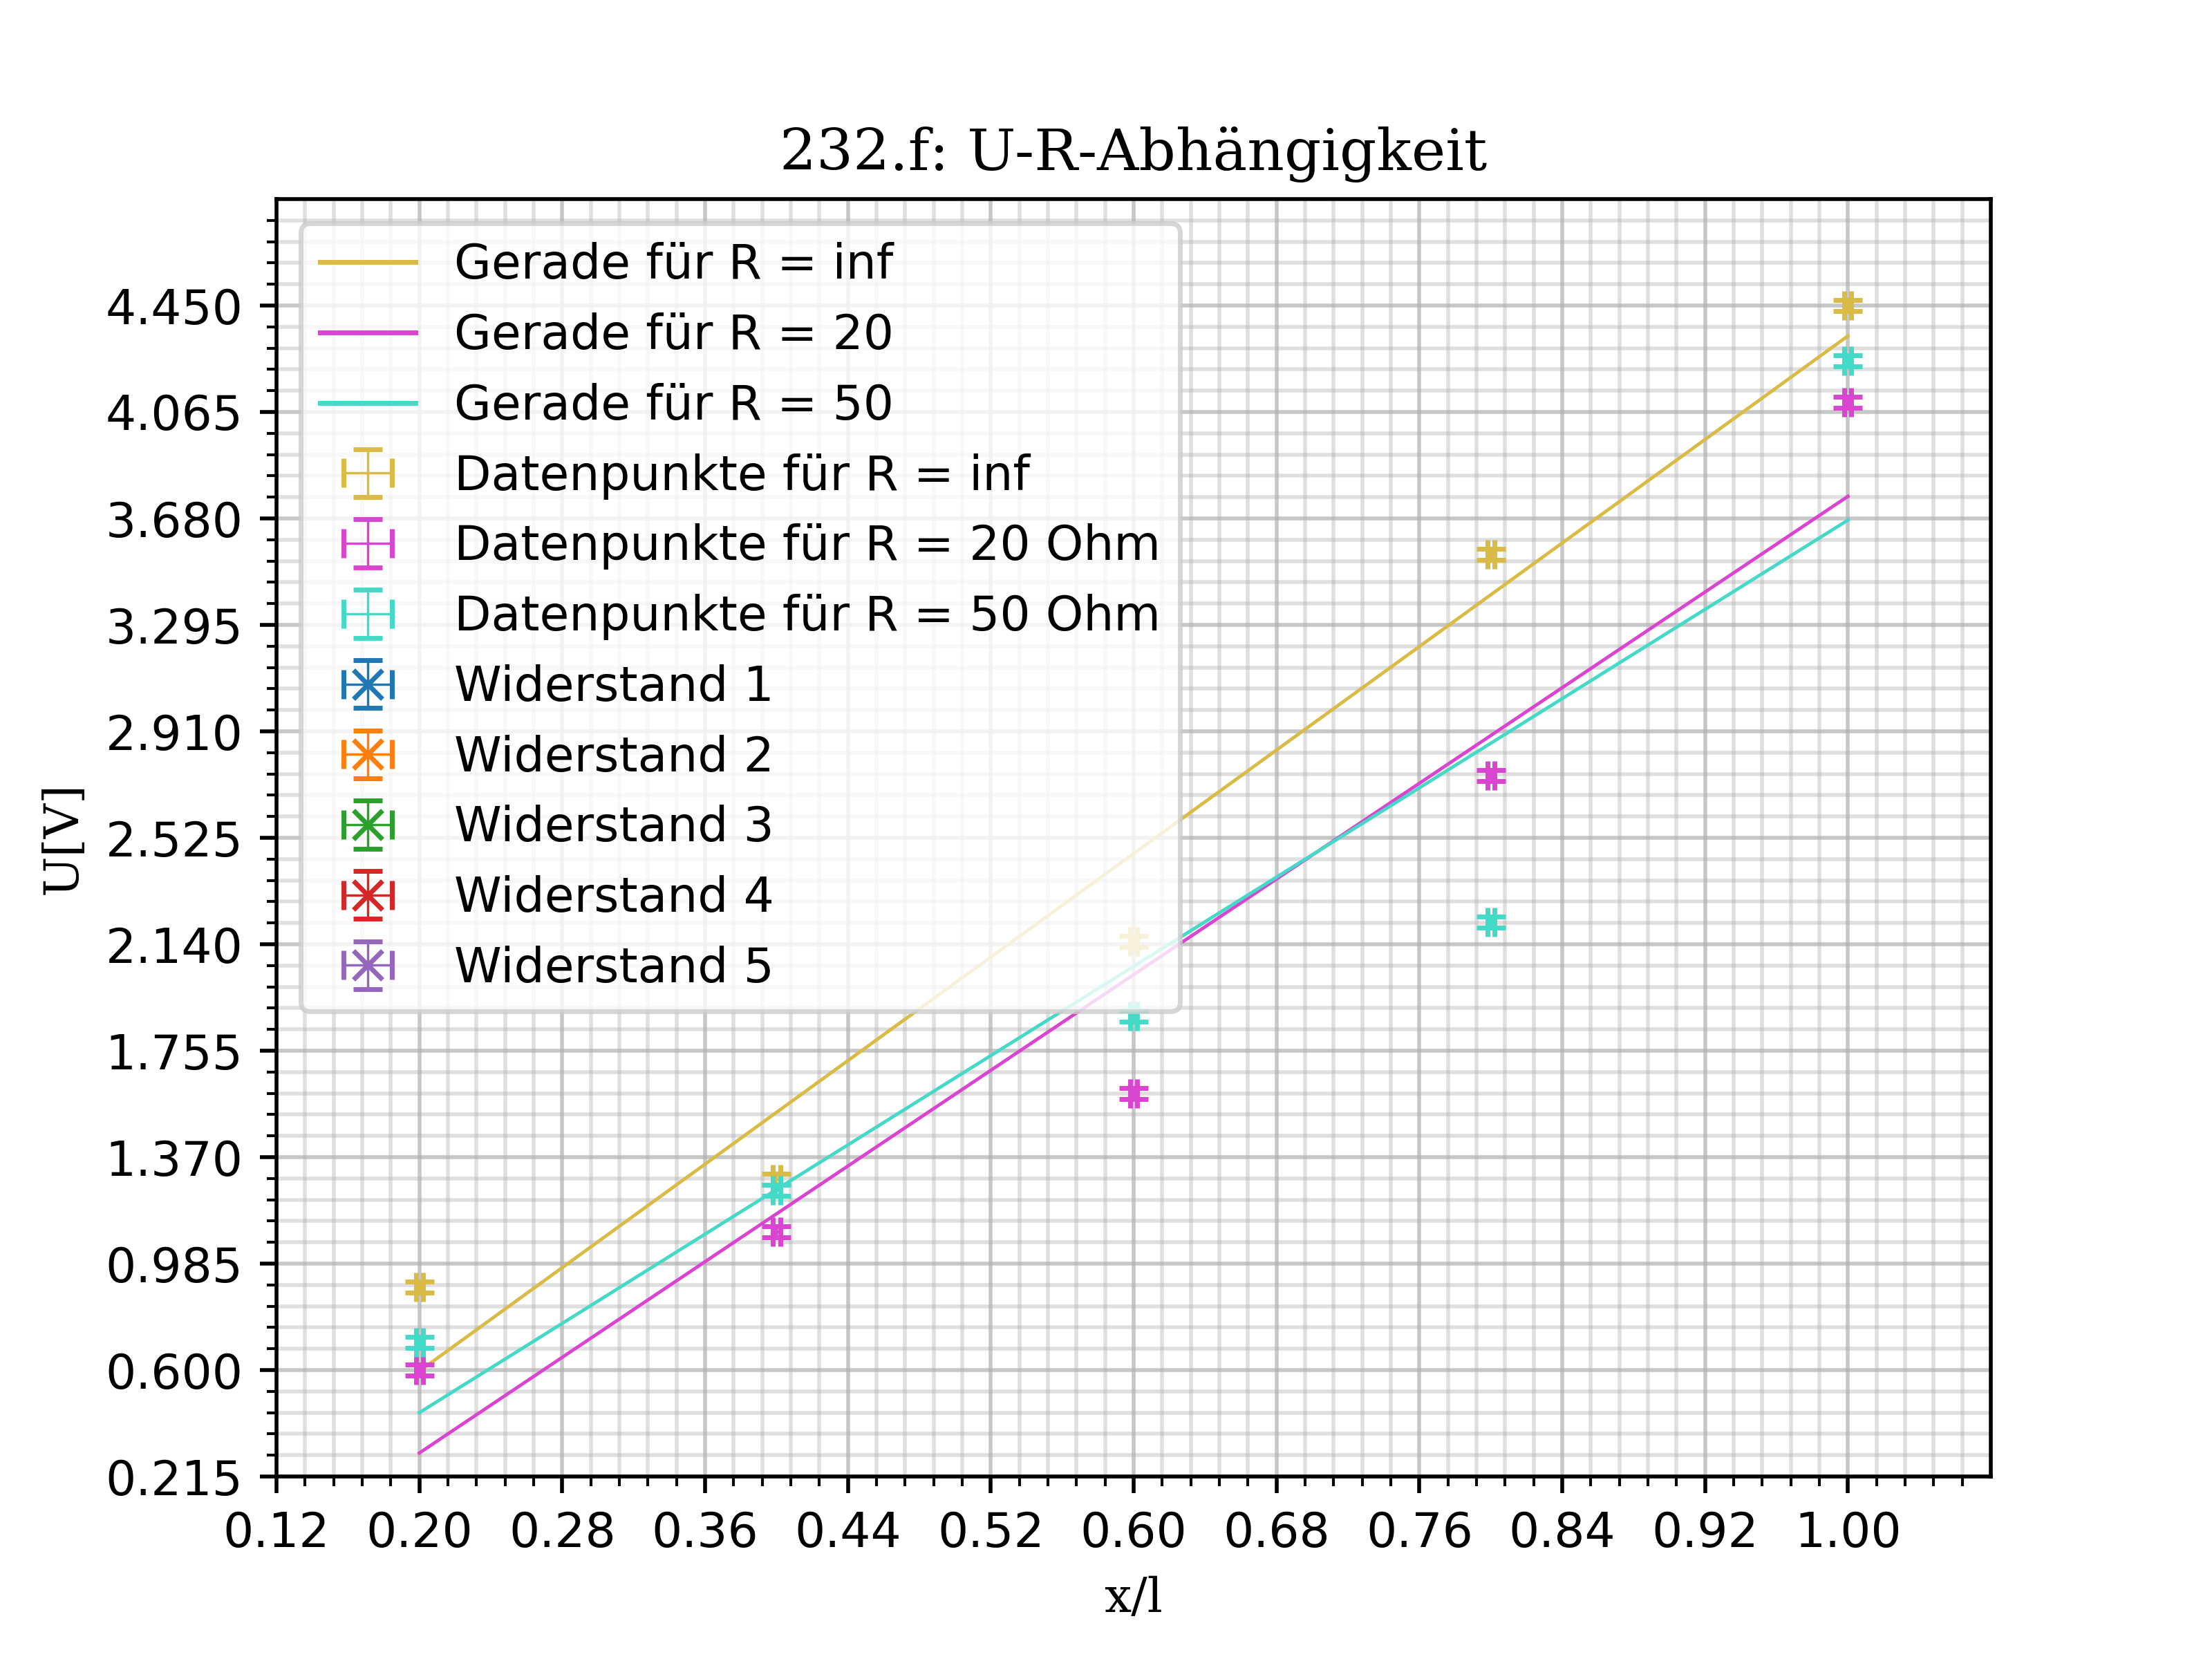 232.f: U-R-Abhängigkeit
Gerade für R = inf
Gerade für R = 20
Gerade für R = 50
Datenpunkte für R = inf
Datenpunkte für R = 20 Ohm
Datenpunkte für R = 50 Ohm
Widerstand 1
Widerstand 2
Widerstand 3
Widerstand 4
Widerstand 5
U[V]
4.450
4.065
3.680
3.295
2.910
2.525
2.140
1.755
1.370
0.985
0.600
0.215
0.12 0.20 0.28 0.36 0.44 0.52 0.60 0.68 0.76 0.84 0.92 1.00
x/l